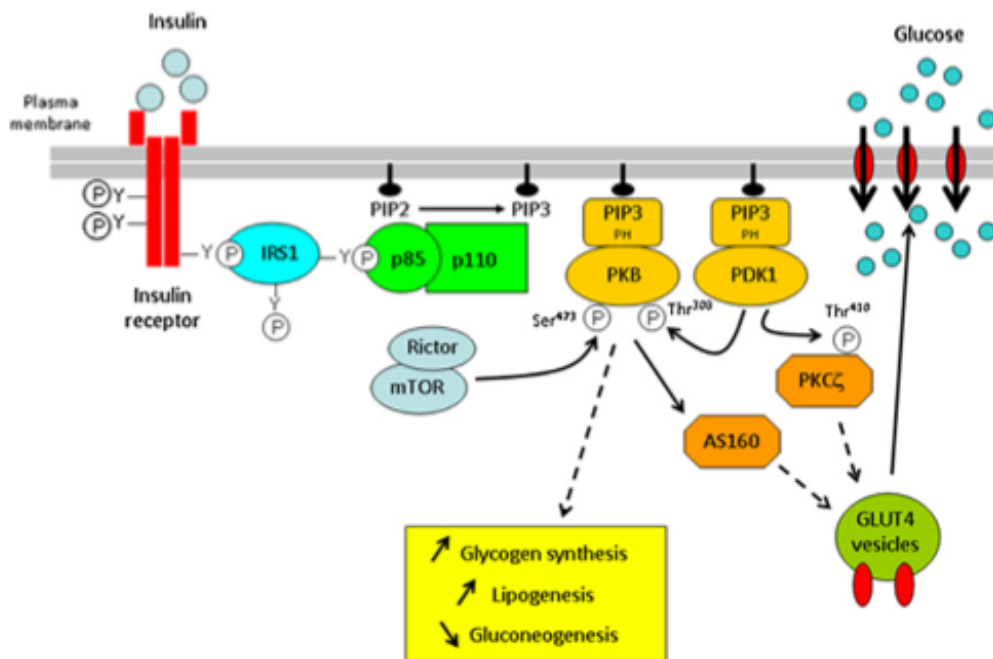 Insulin
Glucose
Plasma
membrane
P Y
P Y
PIP2
PIP3
PIP3
PH
PKB
PIP3
PH
PDK1
Y P
IRS1
Y P
p85
p110
Y
P
Insulin
receptor
Ser473
P
P
Thr308
Thr410
P
PKCζ
Rictor
mTOR
AS160
GLUT4
vesicles
Glycogen synthesis
Lipogenesis
Gluconeogenesis